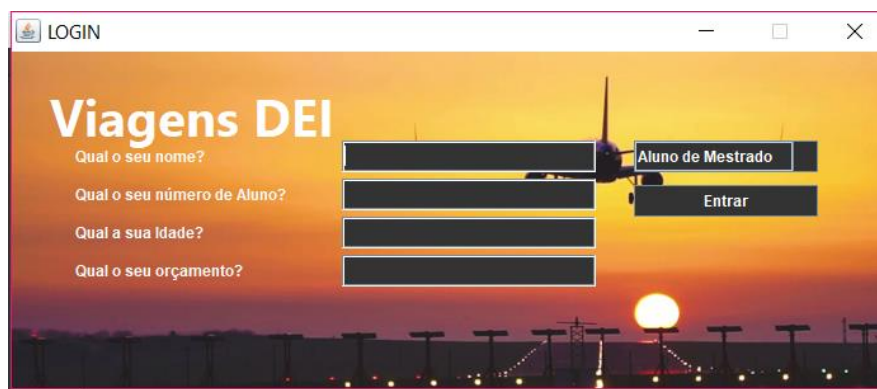 LOGIN
Viagens DEI
Qual o seu nome?
Aluno de Mestrado
Qual o seu número de Aluno?
Entrar
Qual a sua Idade?
Qual o seu orçamento?